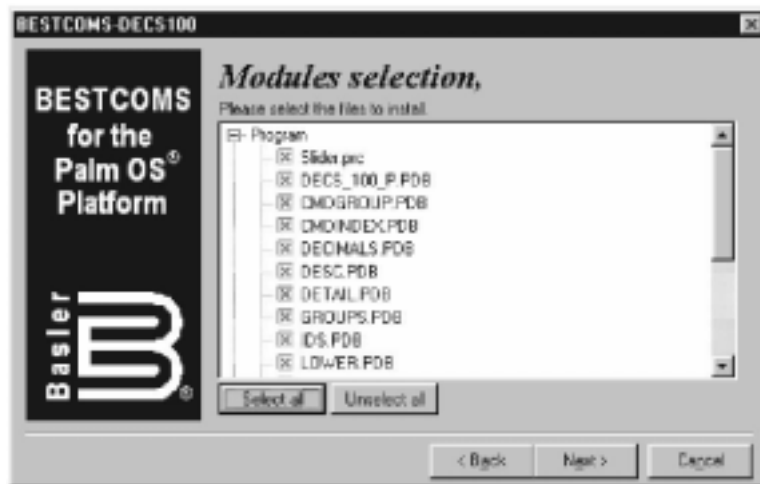 BESTCOMS-DECS100
BESTCOMS
for the
Palm OS®
Platform
Basler
B®
Modules selection,
Please select the files to install.
Program
Slider.prc
DECS_100_P.PDB
CMDGROUP.PDB
CMDINDEX.PDB
DECIMALS.PDB
DESC.PDB
DETAIL.PDB
GROUPS.PDB
IDS.PDB
LOWER.PDB
Select all Unselect all
< Back Next > Cancel